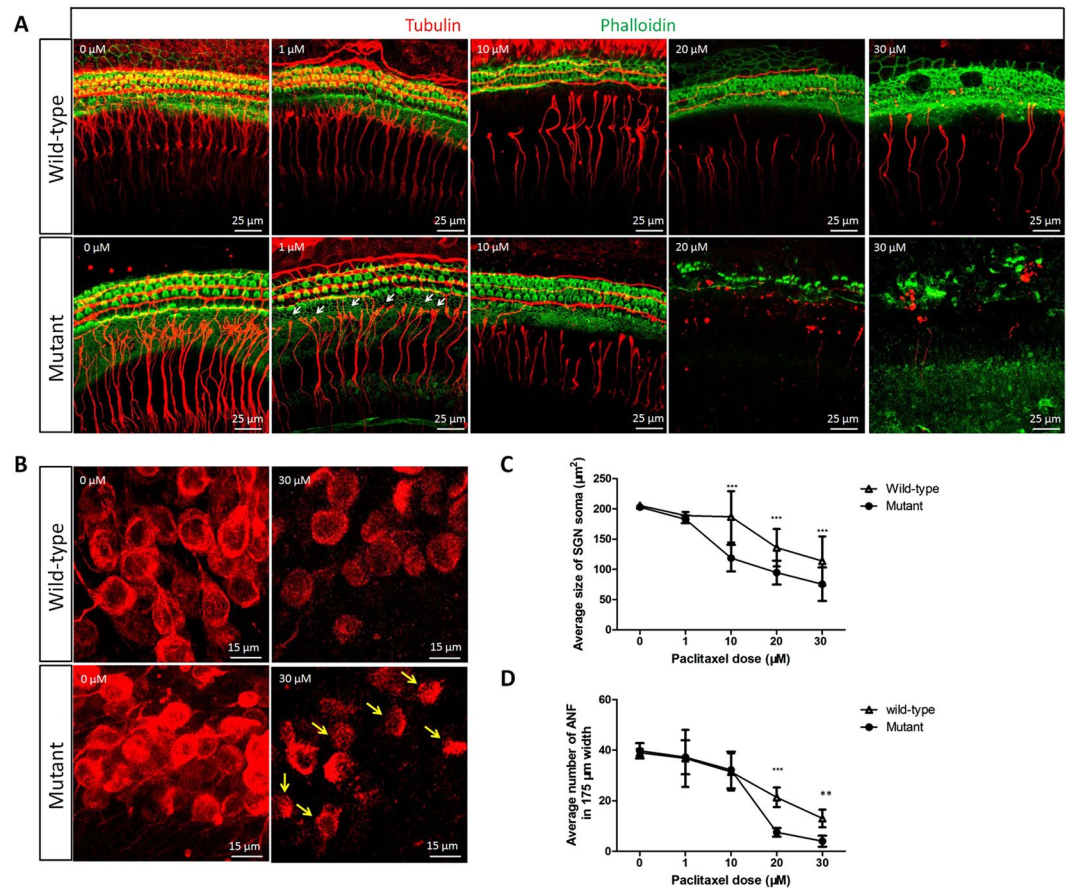 A
Tubulin Phalloidin
Wild-type
0 µM 1 µM 10 µM 20 µM 30 µM
25 µm 25 µm 25 µm 25 µm 25 µm
Mutant
0 µM 1 µM 10 µM 20 µM 30 µM
25 µm 25 µm 25 µm 25 µm 25 µm
B
Wild-type
0 µM 30 µM
15 µm 15 µm
Mutant
0 µM 30 µM
15 µm 15 µm
C
Average size of SGN soma (µm²)
250
200
150
100
50
0
*** *** ***
Wild-type
Mutant
0 1 10 20 30
Paclitaxel dose (µM)
D
Average number of ANF
in 175 µm width
60
40
20
0
*** **
wild-type
Mutant
0 1 10 20 30
Paclitaxel dose (µM)